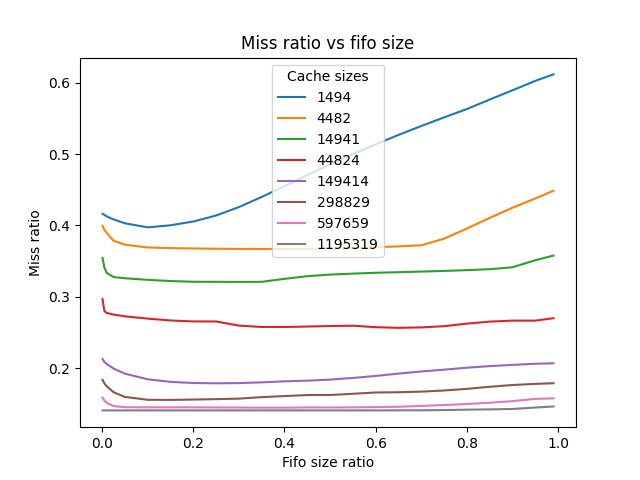 Miss ratio vs fifo size
Miss ratio
0.6
0.5
0.4
0.3
0.2
Cache sizes
1494
4482
14941
44824
149414
298829
597659
1195319
0.0 0.2 0.4 0.6 0.8 1.0
Fifo size ratio